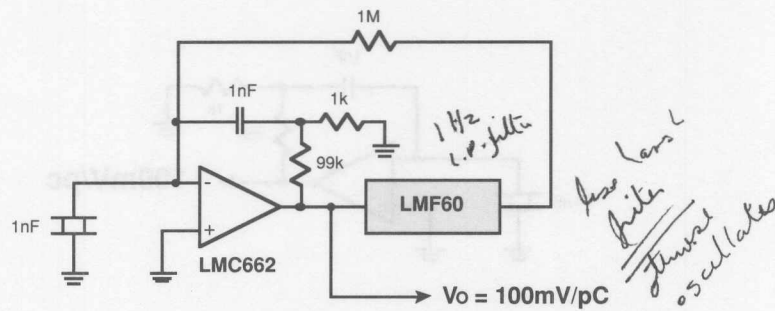 1M
1nF
1k
1 Hz
L.P. filter
99k
-
LMF60
1nF
+
LMC662
filter
oscillates
Vo = 100mV/pC